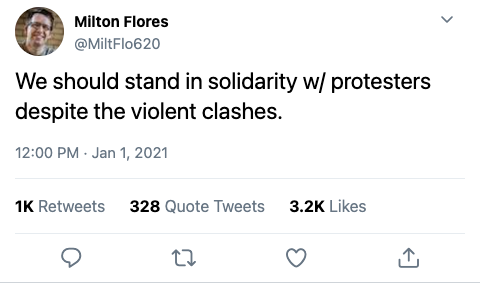 Milton Flores
@MiltFlo620
We should stand in solidarity w/ protesters
despite the violent clashes.
12:00 PM · Jan 1, 2021
1K Retweets 328 Quote Tweets 3.2K Likes